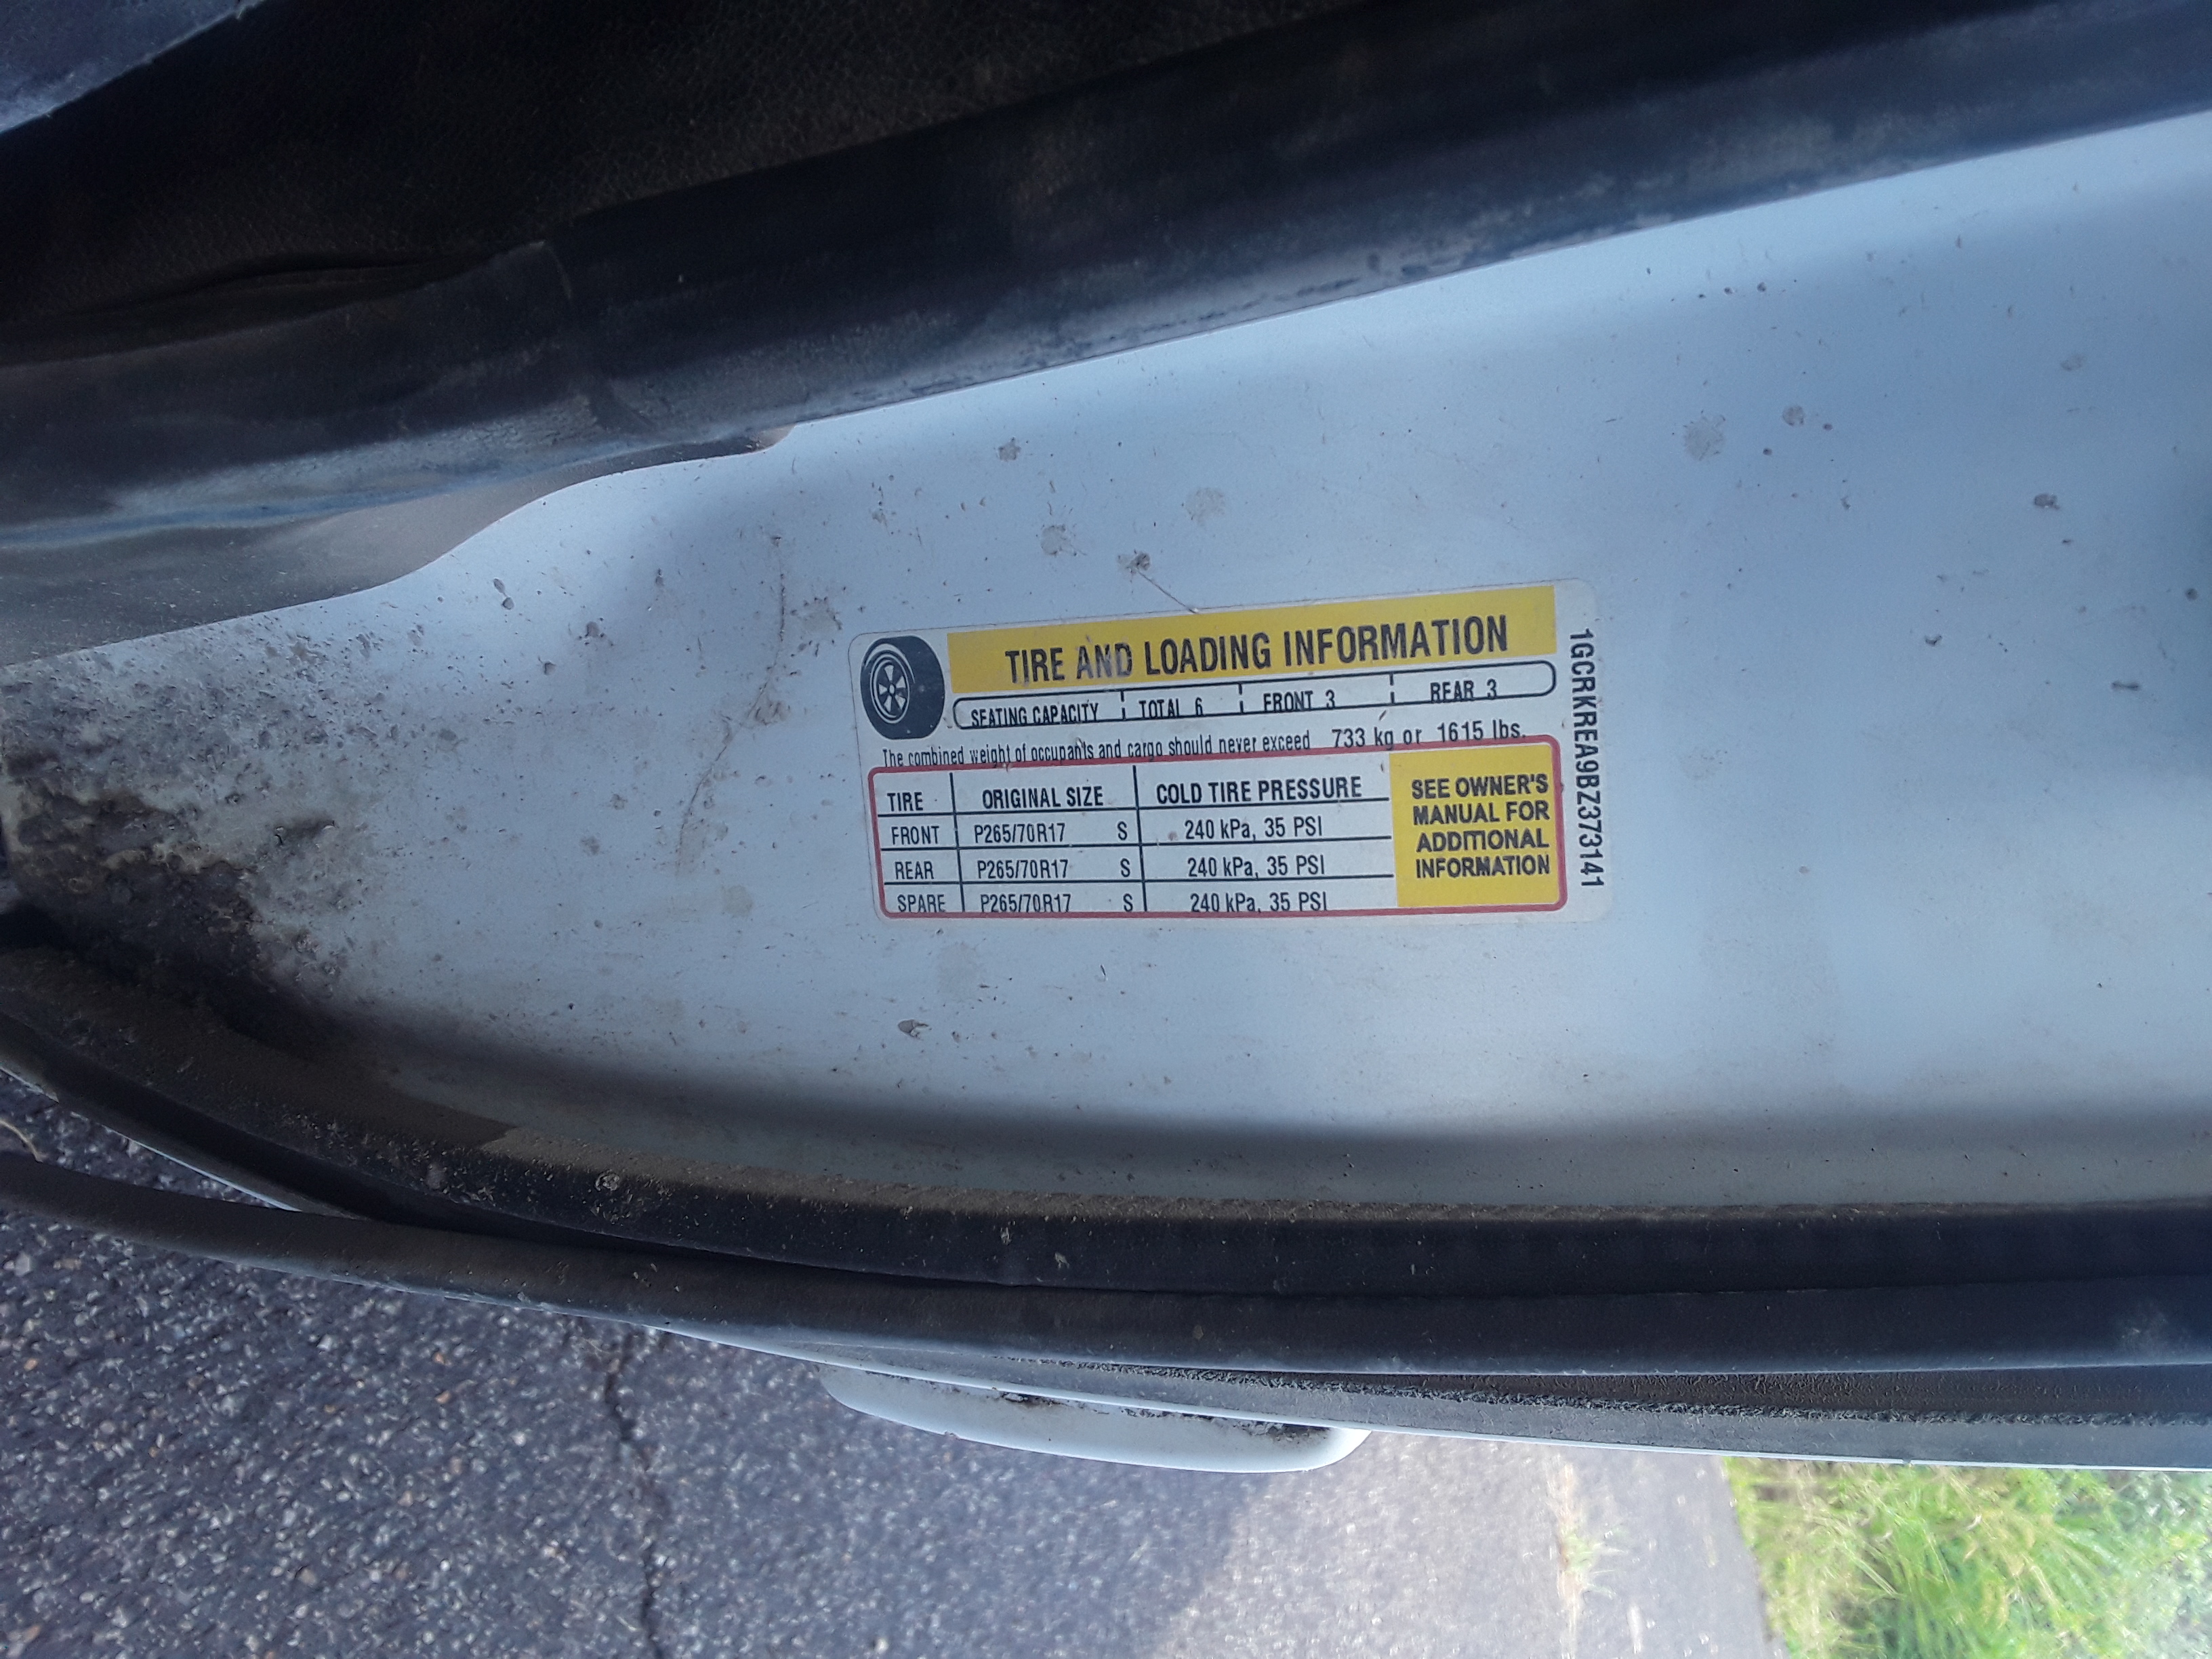 TIRE AND LOADING INFORMATION
SEATING CAPACITY TOTAL 6 FRONT 3 REAR 3
The combined weight of occupants and cargo should never exceed 733 kg or 1615 lbs.
TIRE ORIGINAL SIZE COLD TIRE PRESSURE
FRONT P265/70R17 S 240 kPa, 35 PSI
REAR P265/70R17 S 240 kPa, 35 PSI
SPARE P265/70R17 S 240 kPa, 35 PSI
SEE OWNER'S
MANUAL FOR
ADDITIONAL
INFORMATION
1GCRKREA9BZ373141